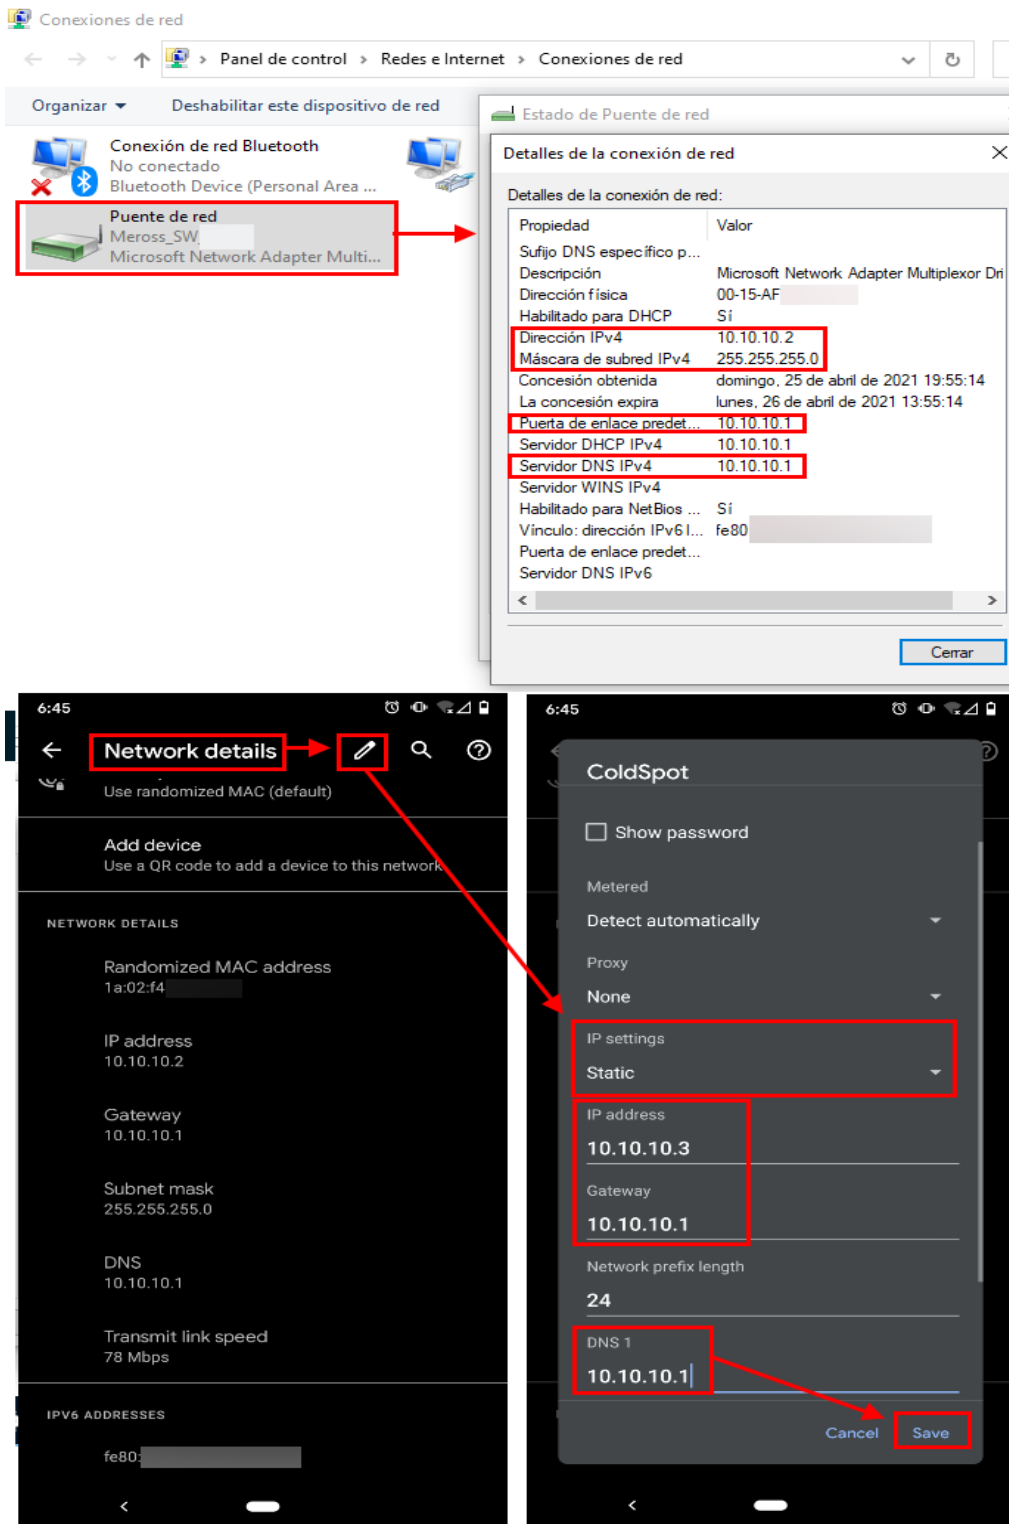 Conexiones de red
Panel de control › Redes e Internet › Conexiones de red
Organizar
Deshabilitar este dispositivo de red
Conexión de red Bluetooth
No conectado
Bluetooth Device (Personal Area ...
Puente de red
Meross_SW_
Microsoft Network Adapter Multi...
Estado de Puente de red
Detalles de la conexión de red
Detalles de la conexión de red:
Propiedad Valor
Sufijo DNS específico p...
Descripción Microsoft Network Adapter Multiplexor Dri
Dirección física 00-15-AF
Habilitado para DHCP Sí
Dirección IPv4 10.10.10.2
Máscara de subred IPv4 255.255.255.0
Concesión obtenida domingo, 25 de abril de 2021 19:55:14
La concesión expira lunes, 26 de abril de 2021 13:55:14
Puerta de enlace predet... 10.10.10.1
Servidor DHCP IPv4 10.10.10.1
Servidor DNS IPv4 10.10.10.1
Servidor WINS IPv4
Habilitado para NetBios ... Sí
Vínculo: dirección IPv6 l... fe80
Puerta de enlace predet...
Servidor DNS IPv6
Cerrar
6:45
Network details
Use randomized MAC (default)
Add device
Use a QR code to add a device to this network
NETWORK DETAILS
Randomized MAC address
1a:02:f4
IP address
10.10.10.2
Gateway
10.10.10.1
Subnet mask
255.255.255.0
DNS
10.10.10.1
Transmit link speed
78 Mbps
IPV6 ADDRESSES
fe80:
6:45
ColdSpot
Show password
Metered
Detect automatically
Proxy
None
IP settings
Static
IP address
10.10.10.3
Gateway
10.10.10.1
Network prefix length
24
DNS 1
10.10.10.1
Cancel Save